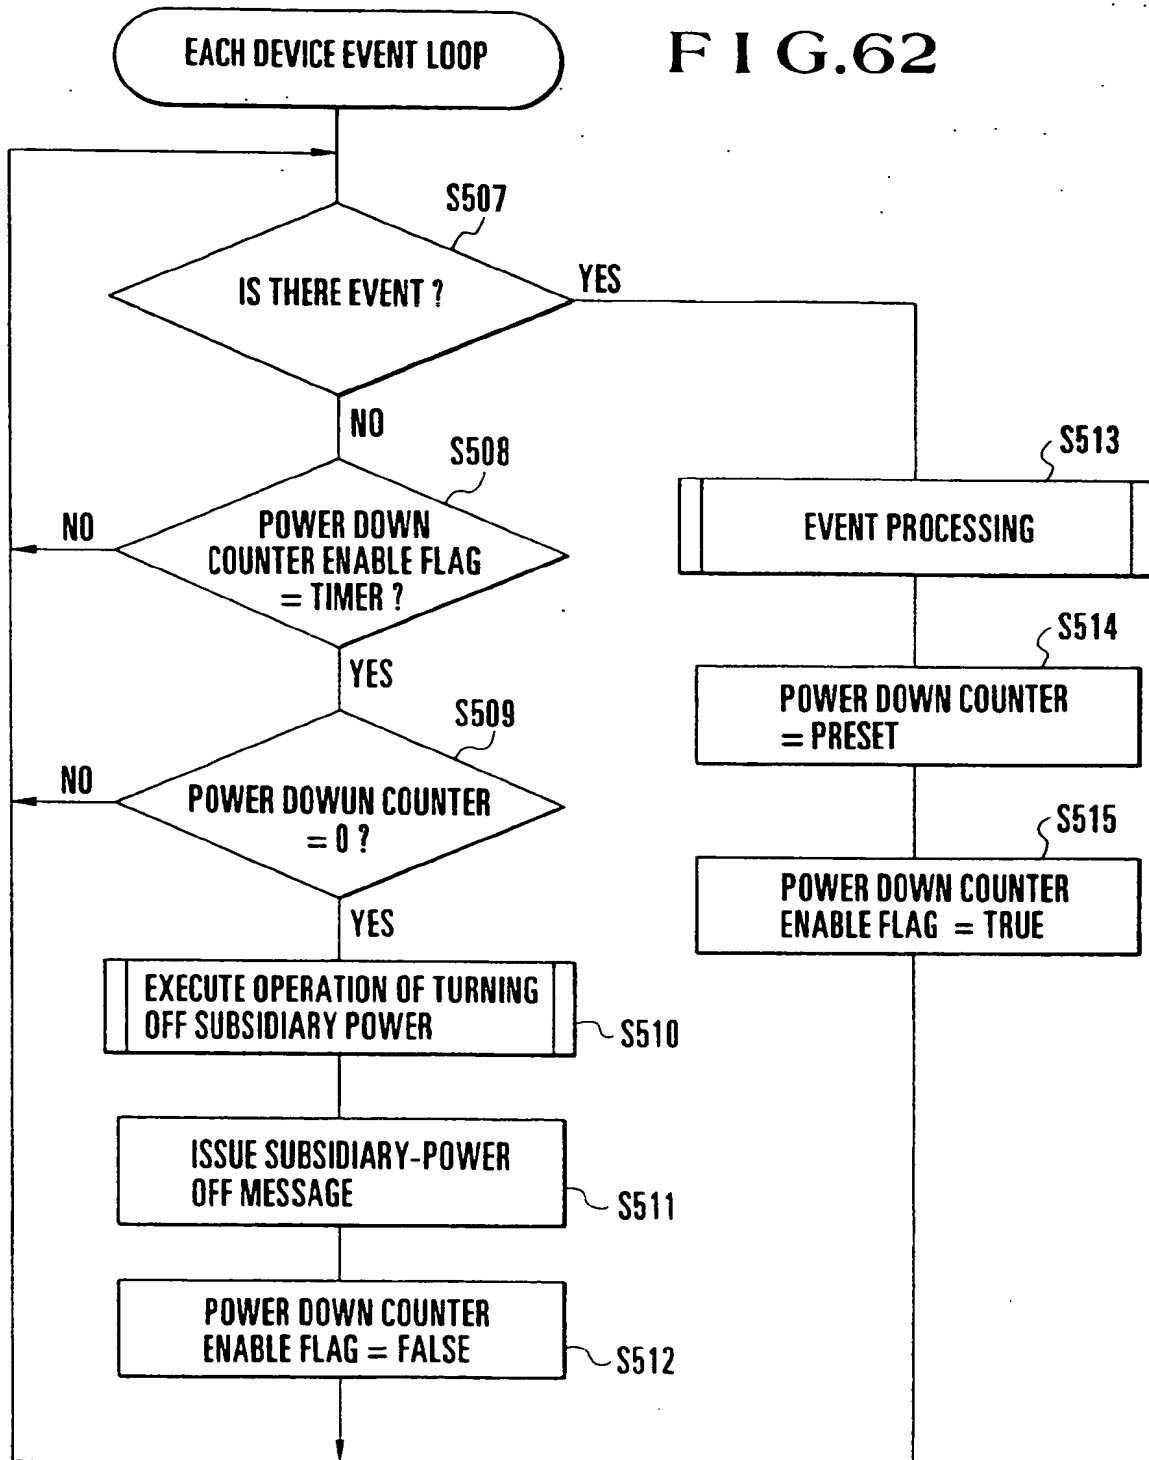 EACH DEVICE EVENT LOOP
FIG.62
S507
IS THERE EVENT ?
YES
NO
S508
POWER DOWN
COUNTER ENABLE FLAG
= TIMER ?
NO
YES
S509
POWER DOWUN COUNTER
= 0 ?
NO
YES
EXECUTE OPERATION OF TURNING
OFF SUBSIDIARY POWER
S510
ISSUE SUBSIDIARY-POWER
OFF MESSAGE
S511
POWER DOWN COUNTER
ENABLE FLAG = FALSE
S512
S513
EVENT PROCESSING
S514
POWER DOWN COUNTER
= PRESET
S515
POWER DOWN COUNTER
ENABLE FLAG = TRUE